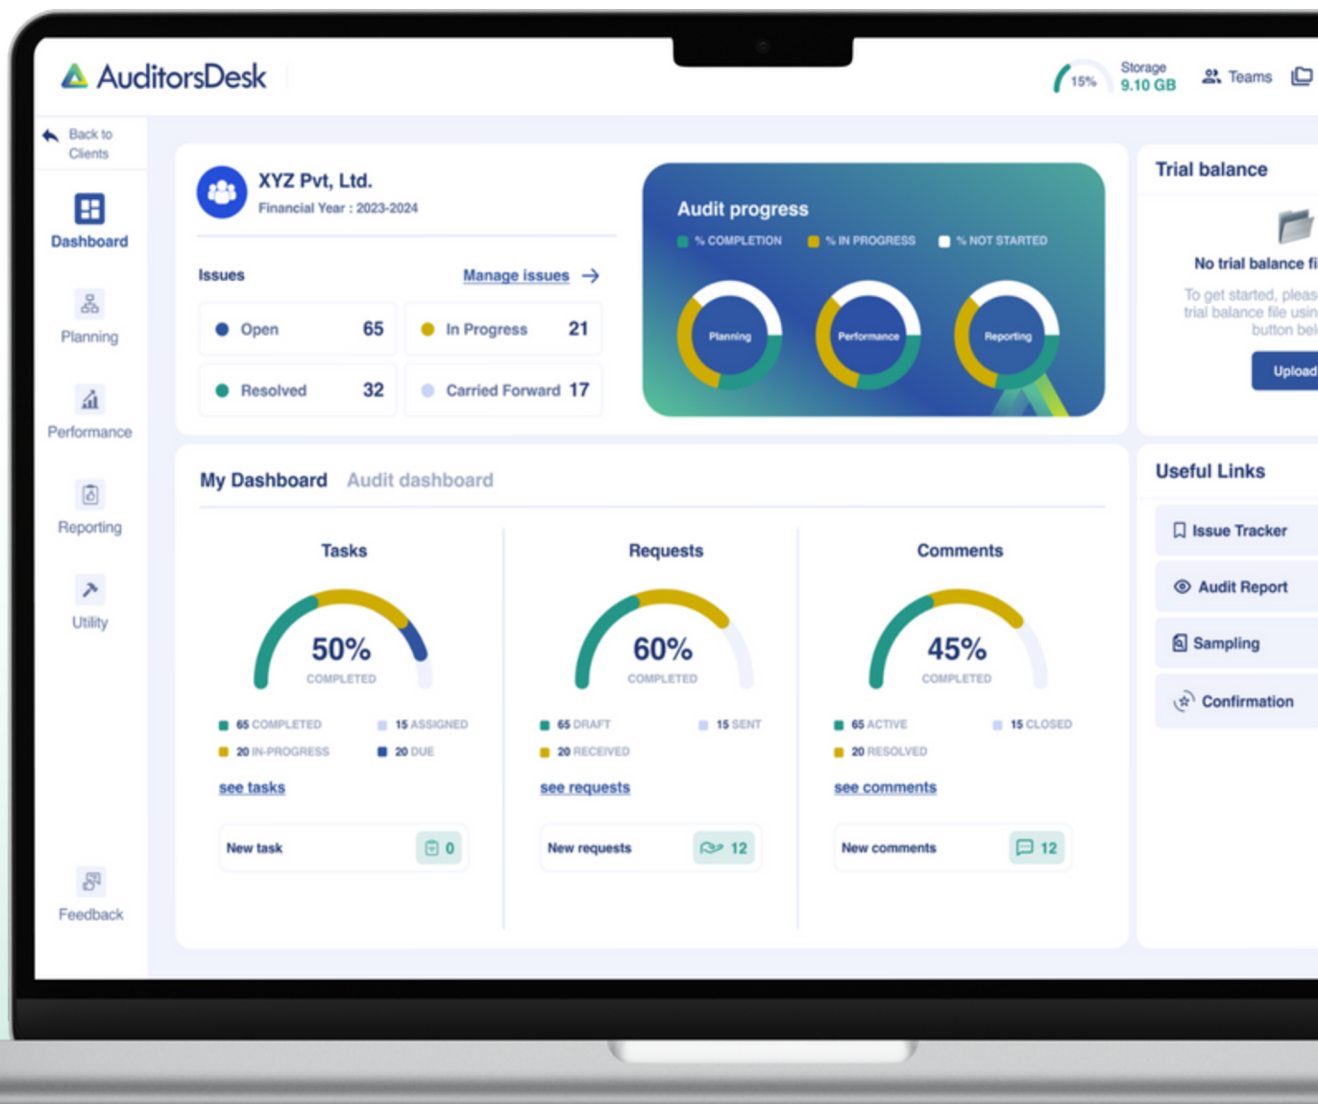 AuditorsDesk
15%
Storage
9.10 GB
Teams
Back to
Clients
Dashboard
Planning
Performance
Reporting
Utility
Feedback
XYZ Pvt, Ltd.
Financial Year : 2023-2024
Issues
Manage issues
Open 65
In Progress 21
Resolved 32
Carried Forward 17
Audit progress
% COMPLETION
% IN PROGRESS
% NOT STARTED
Planning
Performance
Reporting
Trial balance
No trial balance fi
To get started, pleas
trial balance file usin
button bel
Upload
My Dashboard
Audit dashboard
Tasks
50%
COMPLETED
65 COMPLETED
15 ASSIGNED
20 IN-PROGRESS
20 DUE
see tasks
New task
0
Requests
60%
COMPLETED
65 DRAFT
15 SENT
20 RECEIVED
see requests
New requests
12
Comments
45%
COMPLETED
65 ACTIVE
15 CLOSED
20 RESOLVED
see comments
New comments
12
Useful Links
Issue Tracker
Audit Report
Sampling
Confirmation